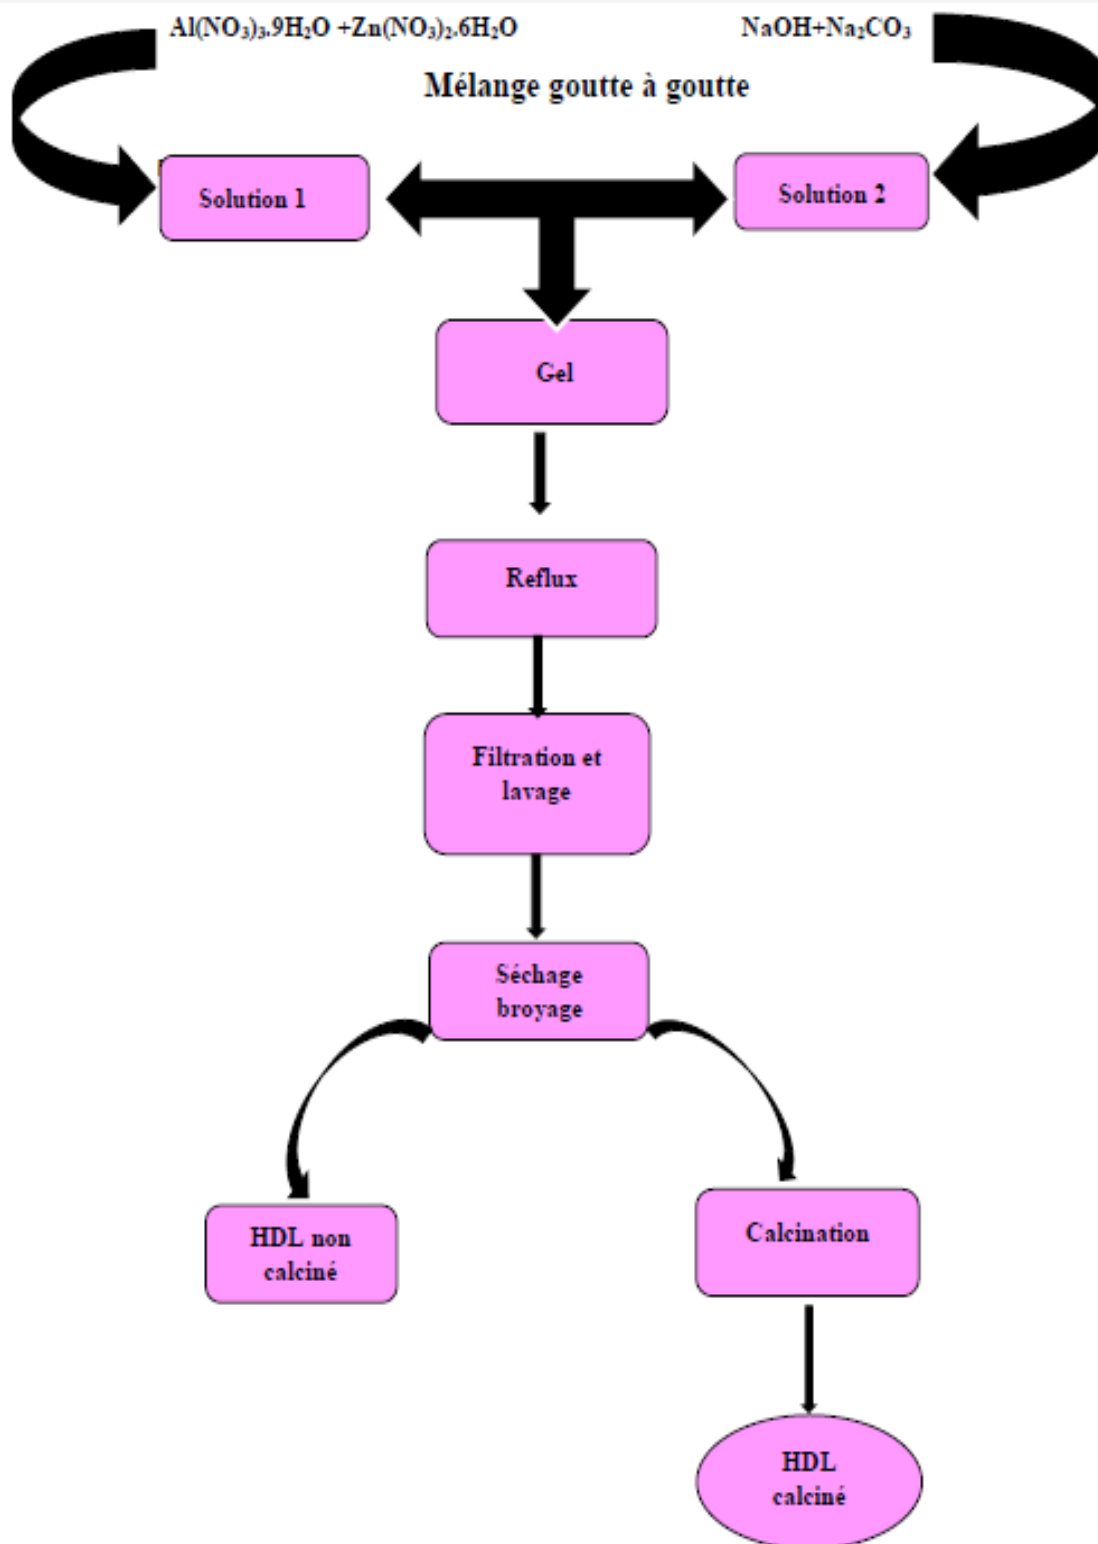 Al(NO₃)₃.9H₂O +Zn(NO₃)₂.6H₂O
NaOH+Na₂CO₃
Mélange goutte à goutte
Solution 1
Solution 2
Gel
Reflux
Filtration et
lavage
Séchage
broyage
HDL non
calciné
Calcination
HDL
calciné